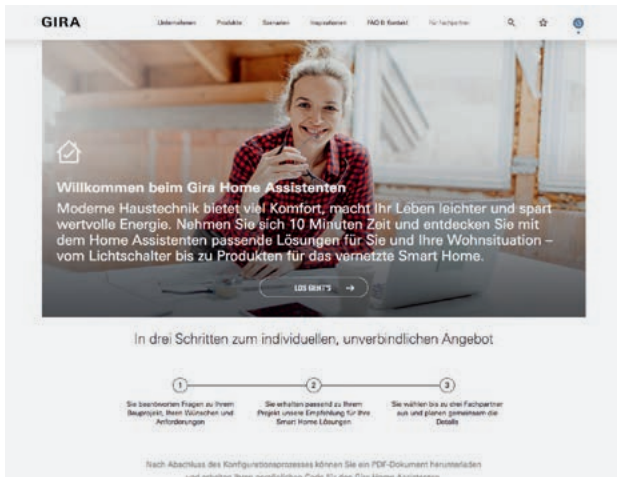 GIRA
Unternehmen Produkte Szenarien Inspirationen FAQ & Kontakt Für Fachpartner
Willkommen beim Gira Home Assistenten
Moderne Haustechnik bietet viel Komfort, macht Ihr Leben leichter und spart
wertvolle Energie. Nehmen Sie sich 10 Minuten Zeit und entdecken Sie mit
dem Home Assistenten passende Lösungen für Sie und Ihre Wohnsituation –
vom Lichtschalter bis zu Produkten für das vernetzte Smart Home.
LOS GEHT'S →
In drei Schritten zum individuellen, unverbindlichen Angebot
1 2 3
Sie beantworten Fragen zu Ihrem Sie erhalten passend zu Ihrem Sie wählen bis zu drei Fachpartner
Bauprojekt, Ihren Wünschen und Projekt unsere Empfehlung für Ihre aus und planen gemeinsam die
Anforderungen Smart Home Lösungen Details
Nach Abschluss des Konfigurationsprozesses können Sie ein PDF-Dokument herunterladen